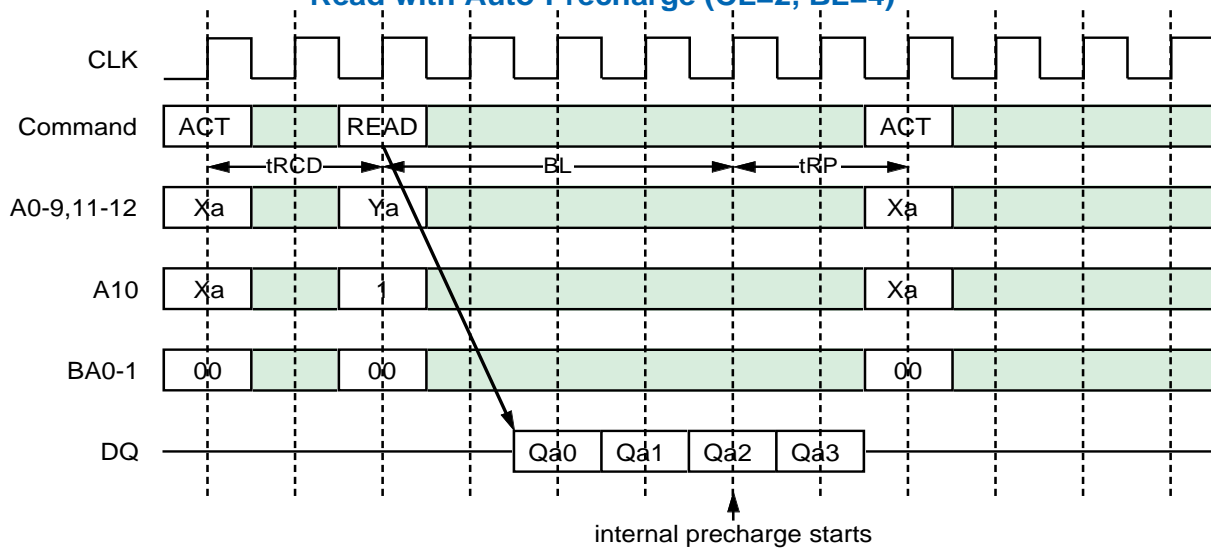 Read with Auto Precharge (CL=2, BL=4)
CLK
Command ACT READ ACT
tRCD BL tRP
A0-9,11-12 Xa Ya Xa
A10 Xa 1 Xa
BA0-1 00 00 00
DQ Qa0 Qa1 Qa2 Qa3
internal precharge starts